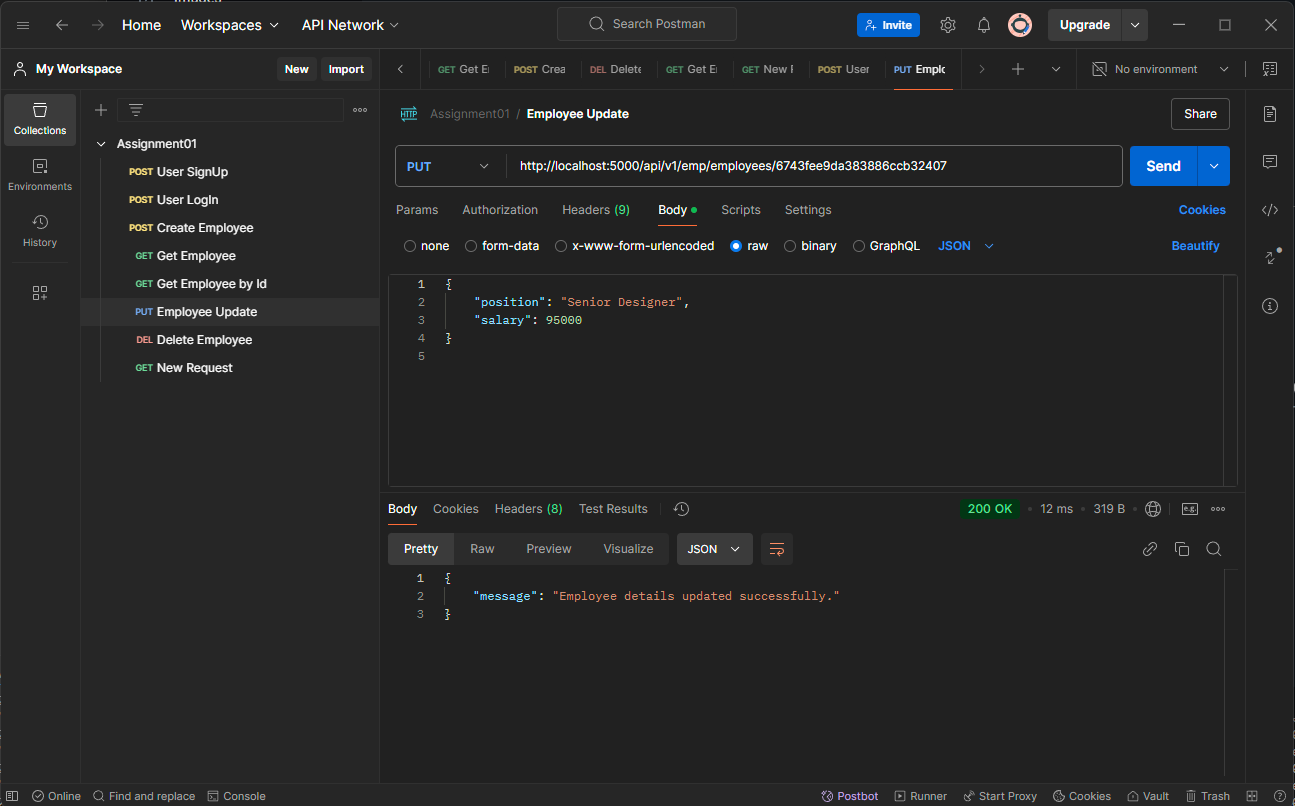 Home Workspaces API Network Search Postman Invite Upgrade
My Workspace New Import GET Get E POST Crea DEL Delete GET Get E GET New F POST User PUT Emplc No environment
Collections
Environments
History
Assignment01
POST User SignUp
POST User LogIn
POST Create Employee
GET Get Employee
GET Get Employee by Id
PUT Employee Update
DEL Delete Employee
GET New Request
HTTP Assignment01 / Employee Update Share
PUT http://localhost:5000/api/v1/emp/employees/6743fee9da383886ccb32407 Send
Params Authorization Headers (9) Body Scripts Settings Cookies
none form-data x-www-form-urlencoded raw binary GraphQL JSON Beautify
1 {
2 "position": "Senior Designer",
3 "salary": 95000
4 }
5
Body Cookies Headers (8) Test Results 200 OK • 12 ms • 319 B • e.g.
Pretty Raw Preview Visualize JSON
1 {
2 "message": "Employee details updated successfully."
3 }
Online Find and replace Console Postbot Runner Start Proxy Cookies Vault Trash